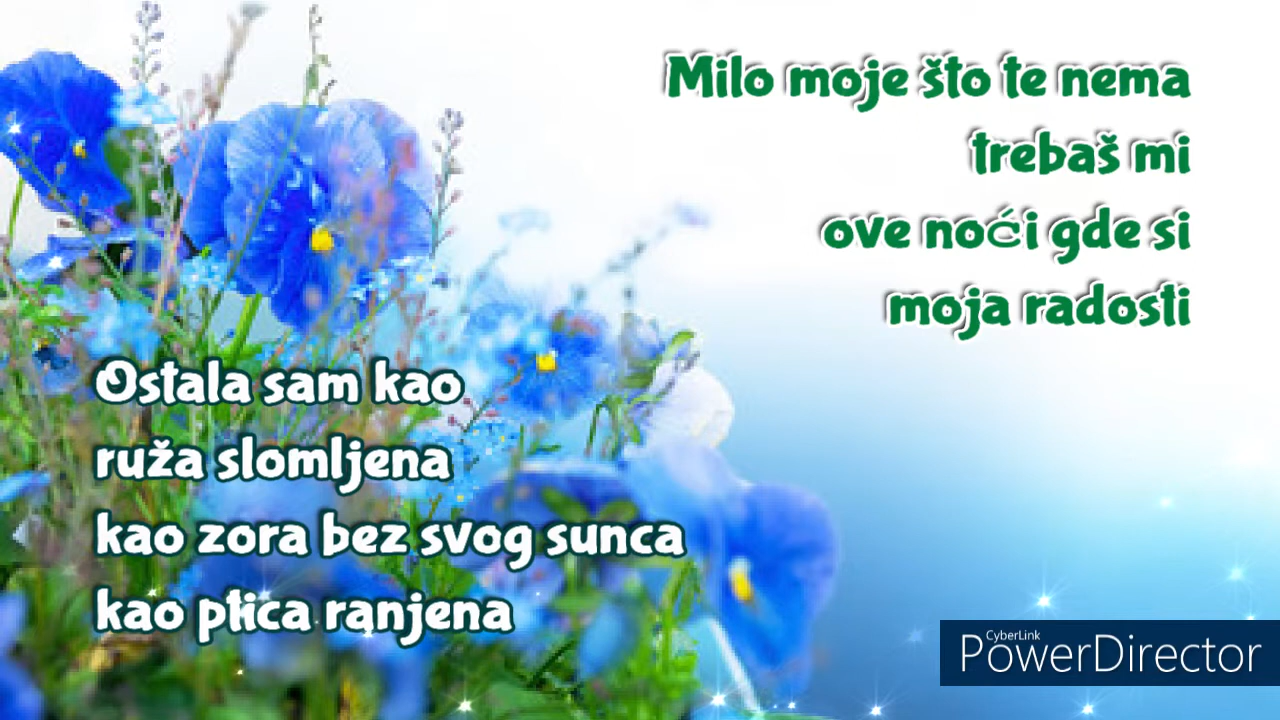 Milo moje što te nema
trebaš mi
ove noći gde si
moja radosti
Ostala sam kao
ruža slomljena
kao zora bez svog sunca
kao ptica ranjena
CyberLink
PowerDirector